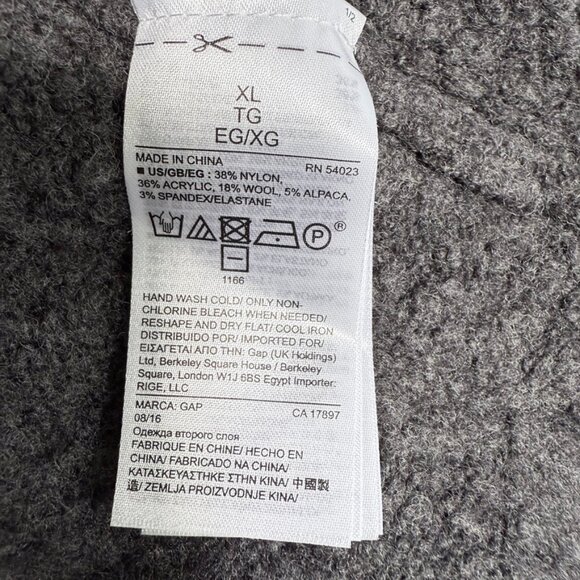 1/2
XL
TG
EG/XG
MADE IN CHINA RN 54023
■ US/GB/EG : 38% NYLON,
36% ACRYLIC, 18% WOOL, 5% ALPACA,
3% SPANDEX/ELASTANE
P ®
1166
HAND WASH COLD/ ONLY NON-
CHLORINE BLEACH WHEN NEEDED/
RESHAPE AND DRY FLAT/ COOL IRON
DISTRIBUIDO POR/ IMPORTED FOR/
ΕΙΣΑΓΕΤΑΙ ΑΠΟ ΤΗΝ: Gap (UK Holdings)
Ltd, Berkeley Square House / Berkeley
Square, London W1J 6BS Egypt Importer:
RIGE, LLC
MARCA: GAP CA 17897
08/16
Одежда второго слоя
FABRIQUE EN CHINE/ HECHO EN
CHINA/ FABRICADO NA CHINA/
ΚΑΤΑΣΚΕΥΑΣΤΗΚΕ ΣΤΗΝ ΚΙΝΑ/ 中國製
造/ ZEMLJA PROIZVODNJE KINA/